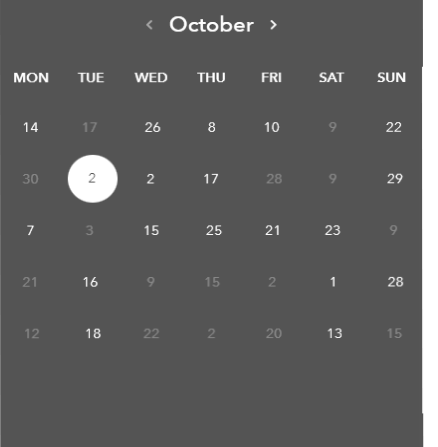 ‹ October ›
MON TUE WED THU FRI SAT SUN
14 17 26 8 10 9 22
30 2 2 17 28 9 29
7 3 15 25 21 23 9
21 16 9 15 2 1 28
12 18 22 2 20 13 15